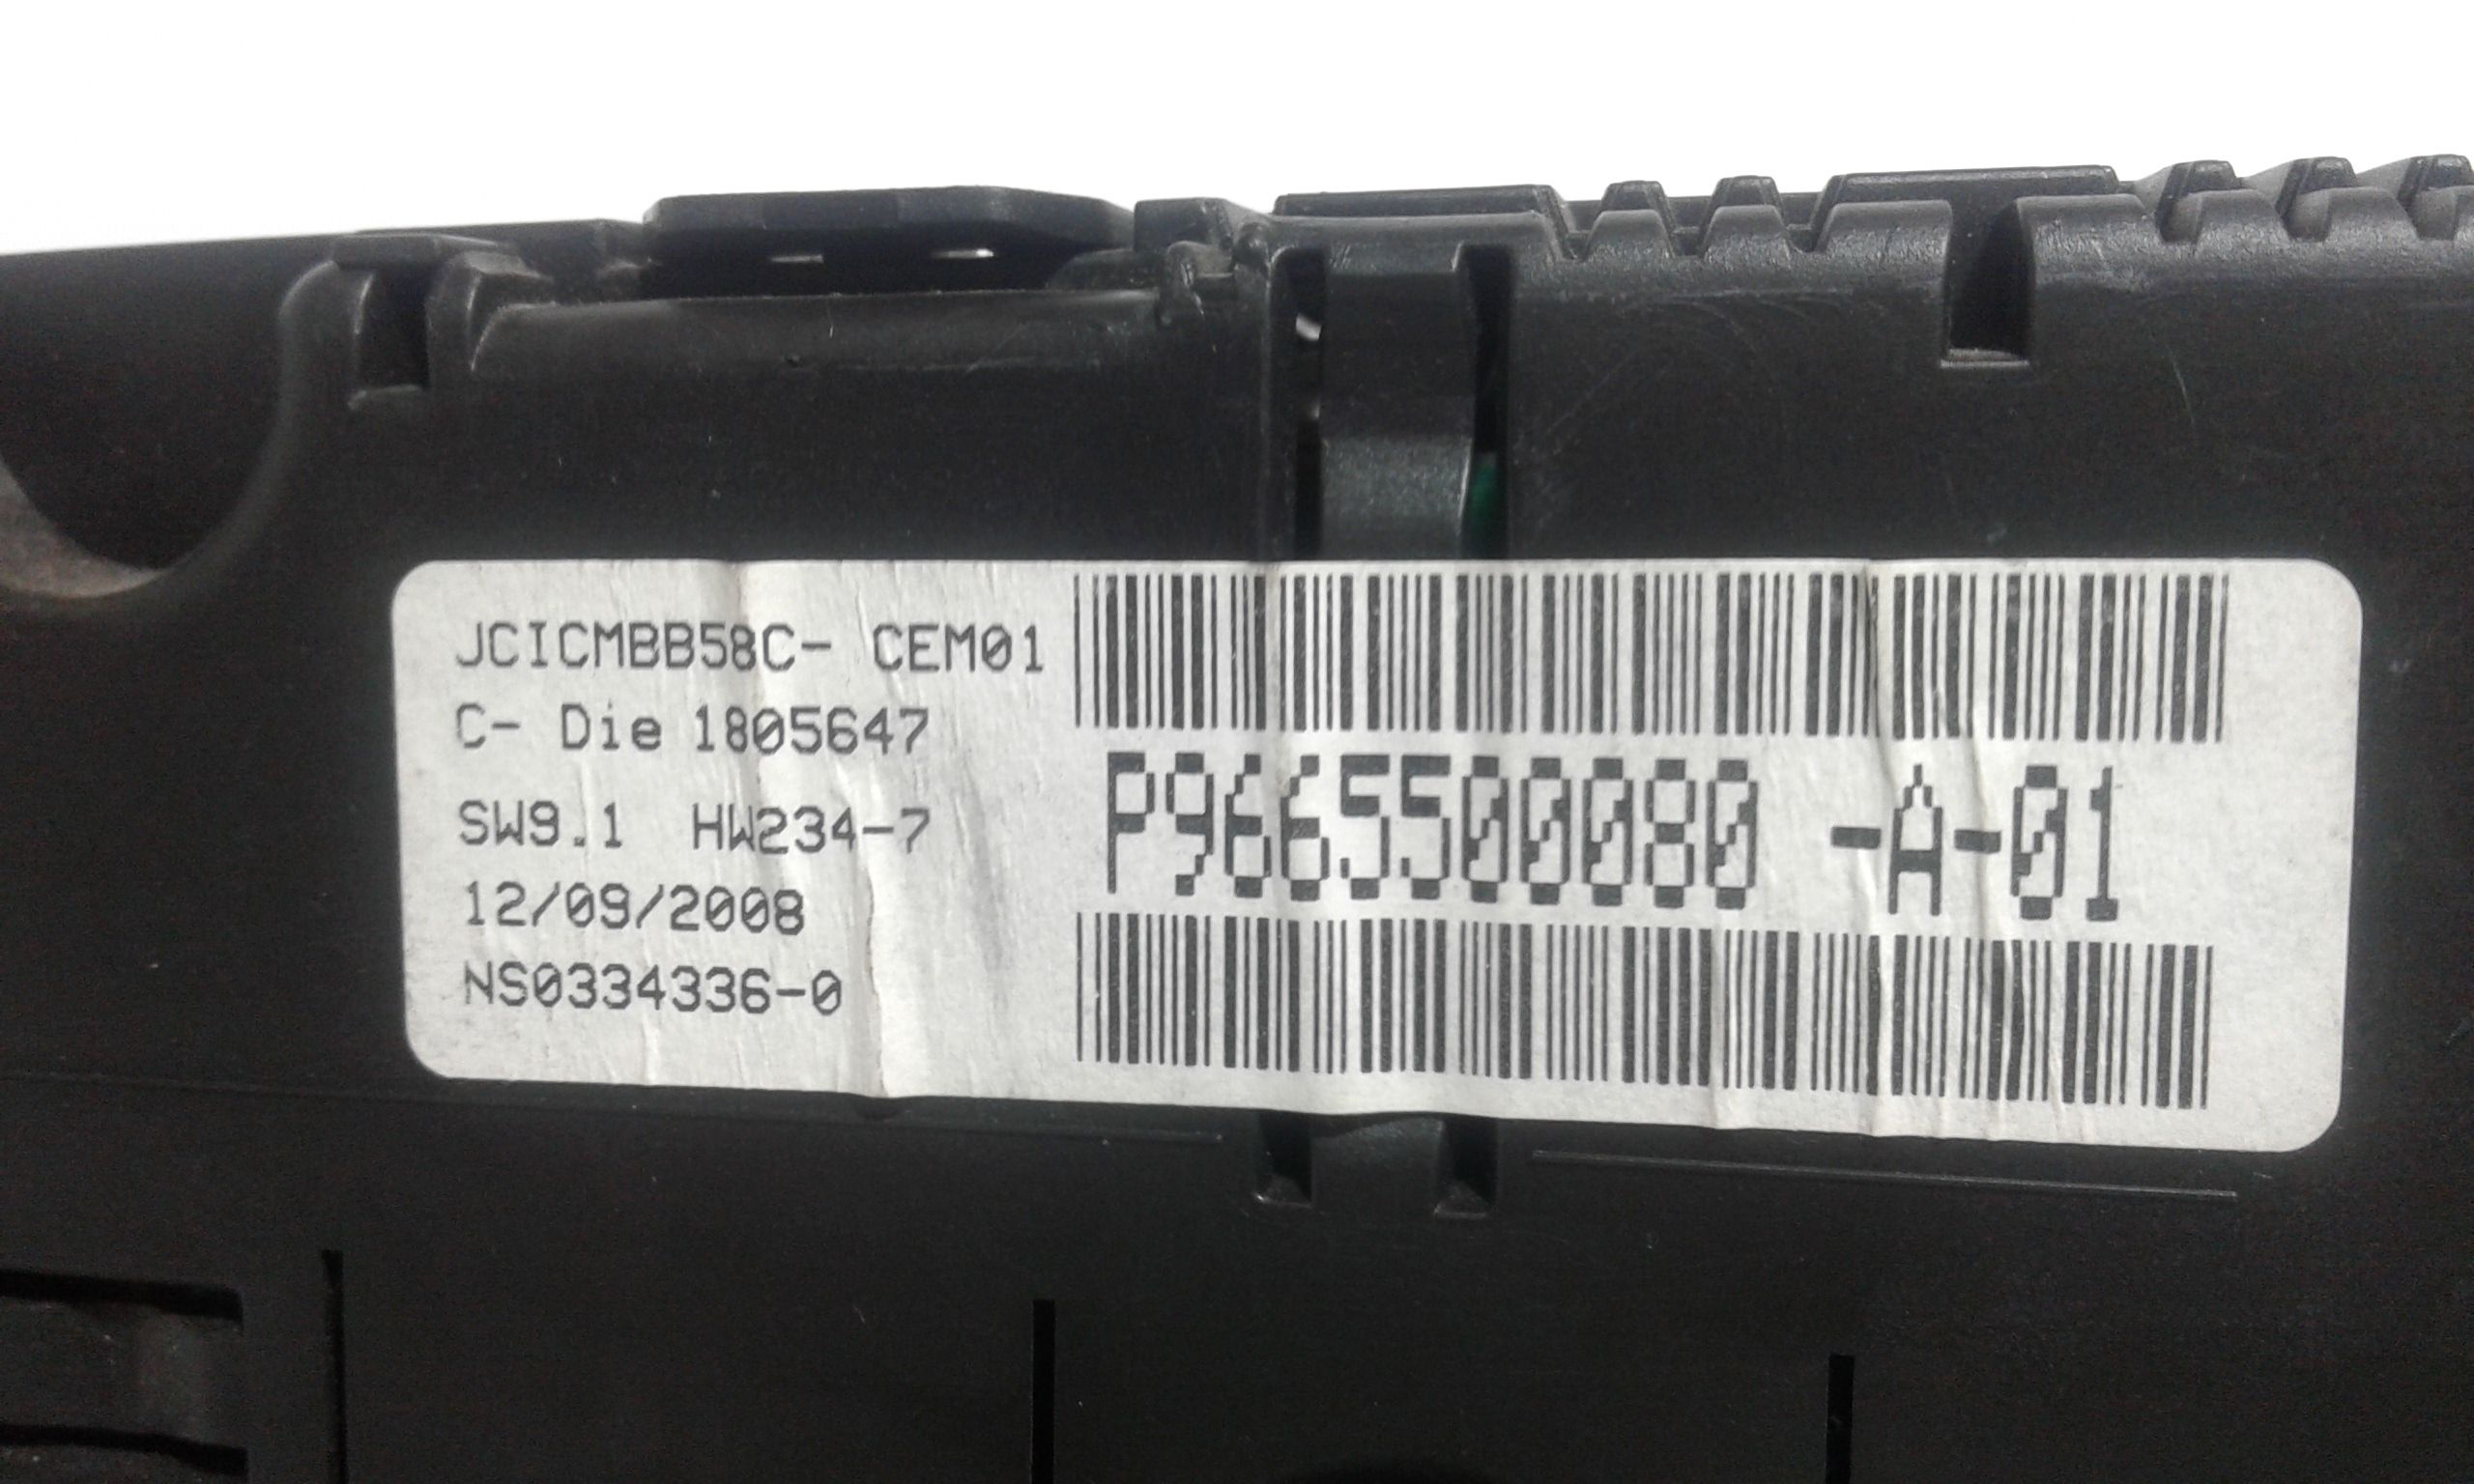 JCICMBB58C- CEM01
C- Die 1805647
SW9.1 HW234-7
12/09/2008
NS0334336-0
P9665500080 -A-01